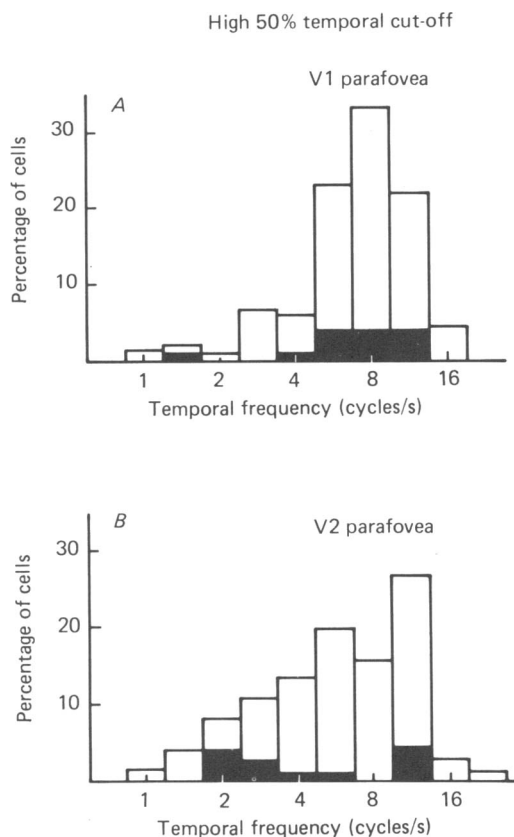 High 50% temporal cut-off
V1 parafovea
A
30
20
10
Percentage of cells
1 2 4 8 16
Temporal frequency (cycles/s)
V2 parafovea
B
30
20
10
Percentage of cells
1 2 4 8 16
Temporal frequency (cycles/s)